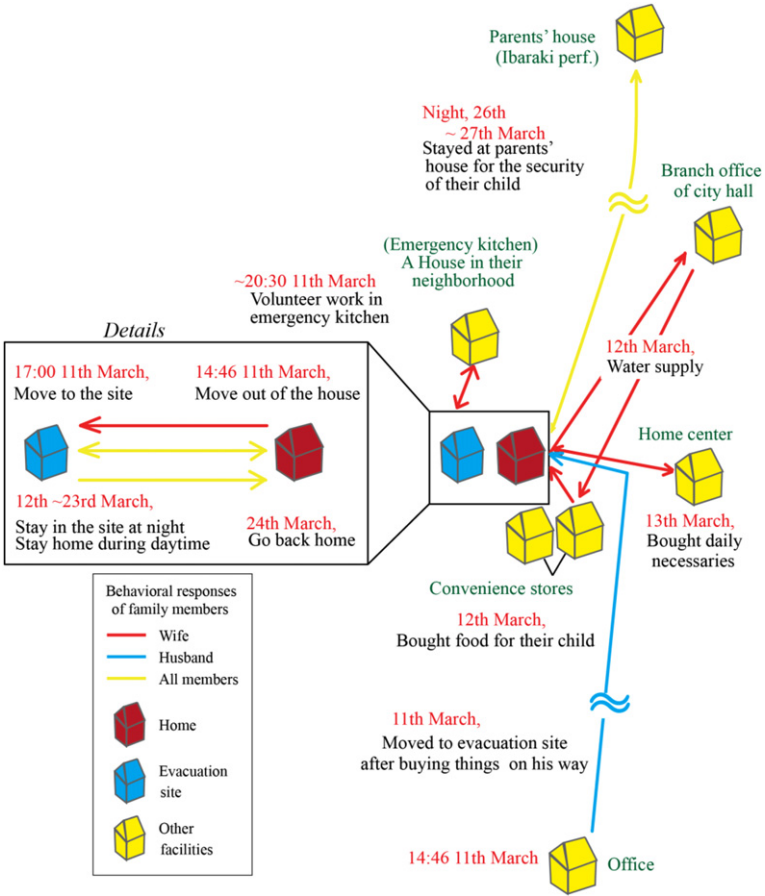 Parents' house
(Ibaraki perf.)
Night, 26th
~ 27th March
Stayed at parents'
house for the security
of their child
Branch office
of city hall
(Emergency kitchen)
A House in their
neighborhood
~20:30 11th March
Volunteer work in
emergency kitchen
12th March,
Water supply
Details
17:00 11th March,
Move to the site
14:46 11th March,
Move out of the house
12th ~23rd March,
Stay in the site at night
Stay home during daytime
24th March,
Go back home
Home center
13th March,
Bought daily
necessaries
Convenience stores
12th March,
Bought food for their child
Behavioral responses
of family members
Wife
Husband
All members
Home
Evacuation
site
Other
facilities
11th March,
Moved to evacuation site
after buying things on his way
14:46 11th March
Office